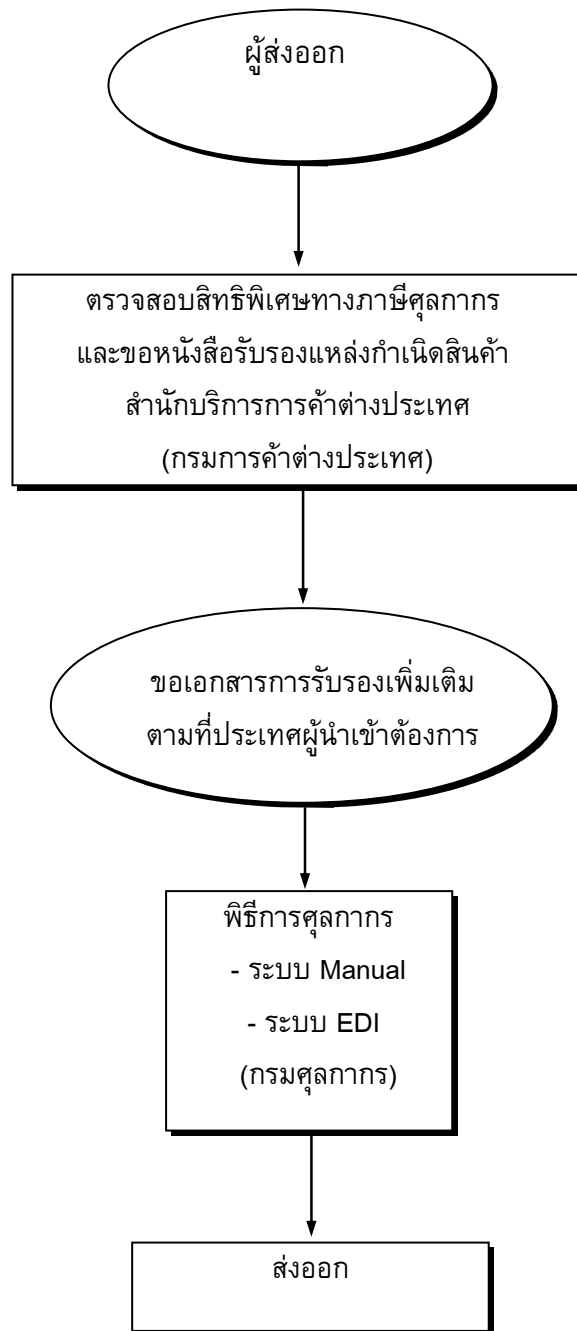 ผู้ส่งออก
ตรวจสอบสิทธิพิเศษทางภาษีศุลกากร
และขอหนังสือรับรองแหล่งกำเนิดสินค้า
สำนักบริการการค้าต่างประเทศ
(กรมการค้าต่างประเทศ)
ขอเอกสารการรับรองเพิ่มเติม
ตามที่ประเทศผู้นำเข้าต้องการ
พิธีการศุลกากร
- ระบบ Manual
- ระบบ EDI
(กรมศุลกากร)
ส่งออก